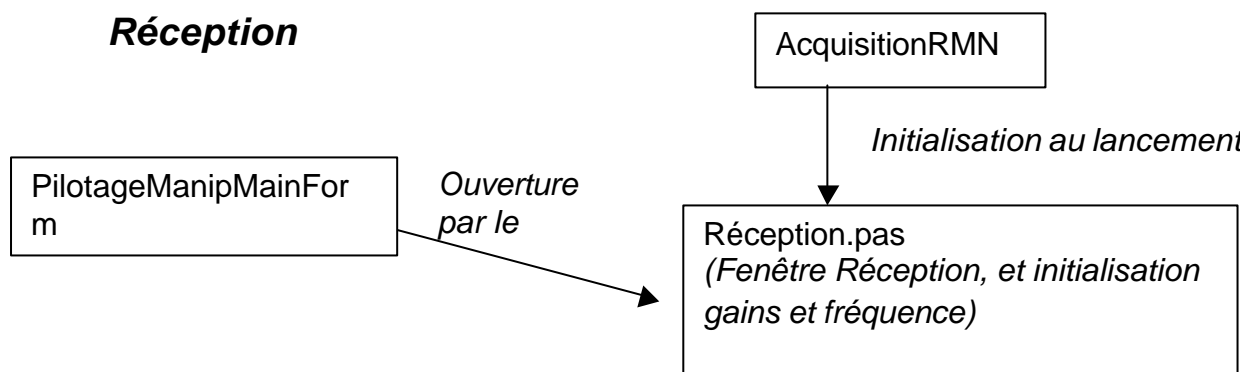 Réception
AcquisitionRMN
Initialisation au lancement
PilotageManipMainFor
m
Ouverture
par le
Réception.pas
(Fenêtre Réception, et initialisation
gains et fréquence)